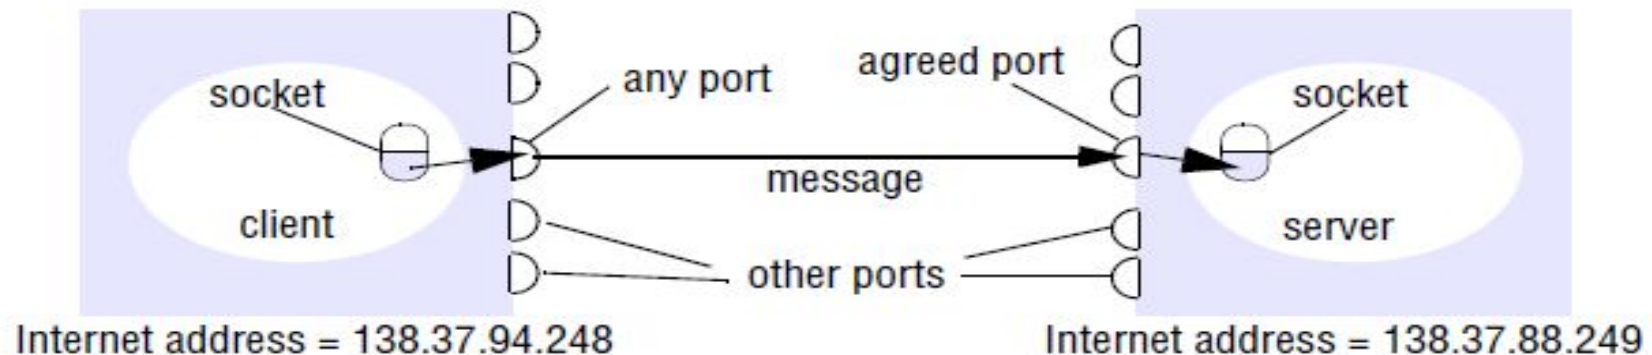 socket
any port
agreed port
socket
message
client
server
other ports
Internet address = 138.37.94.248
Internet address = 138.37.88.249